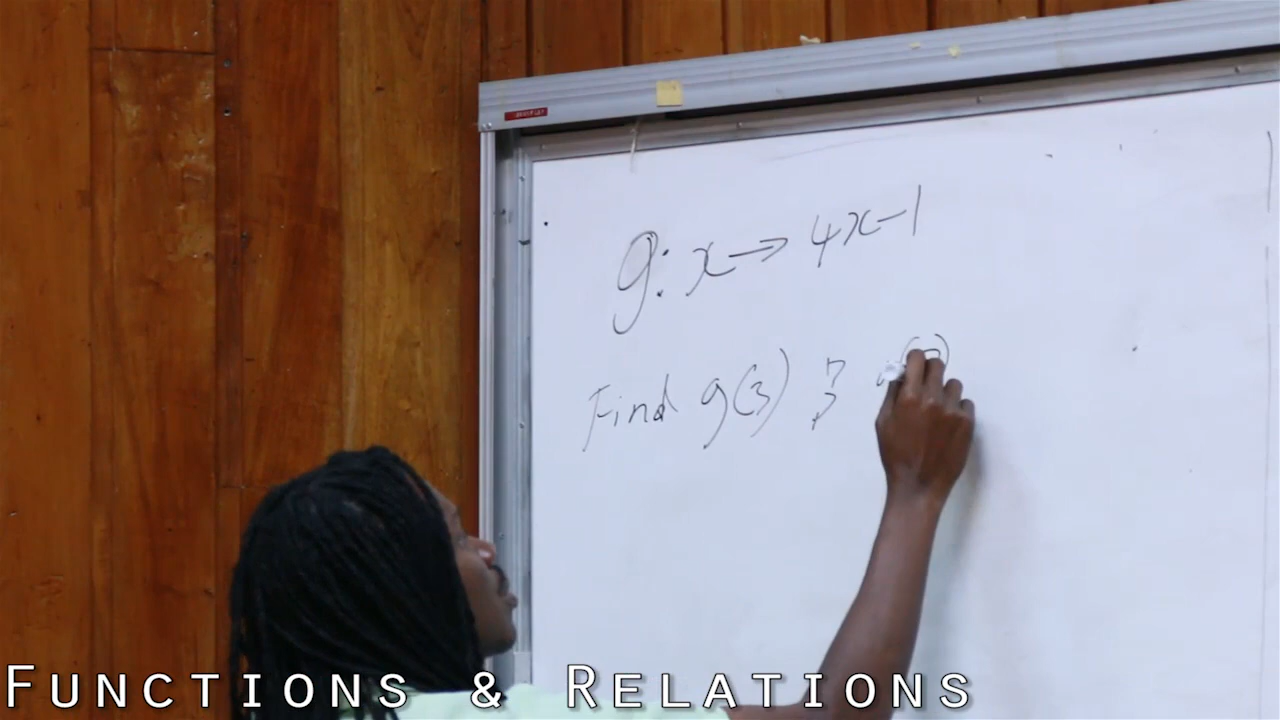 g: x → 4x-1
Find g(3) ;
FUNCTIONS & RELATIONS